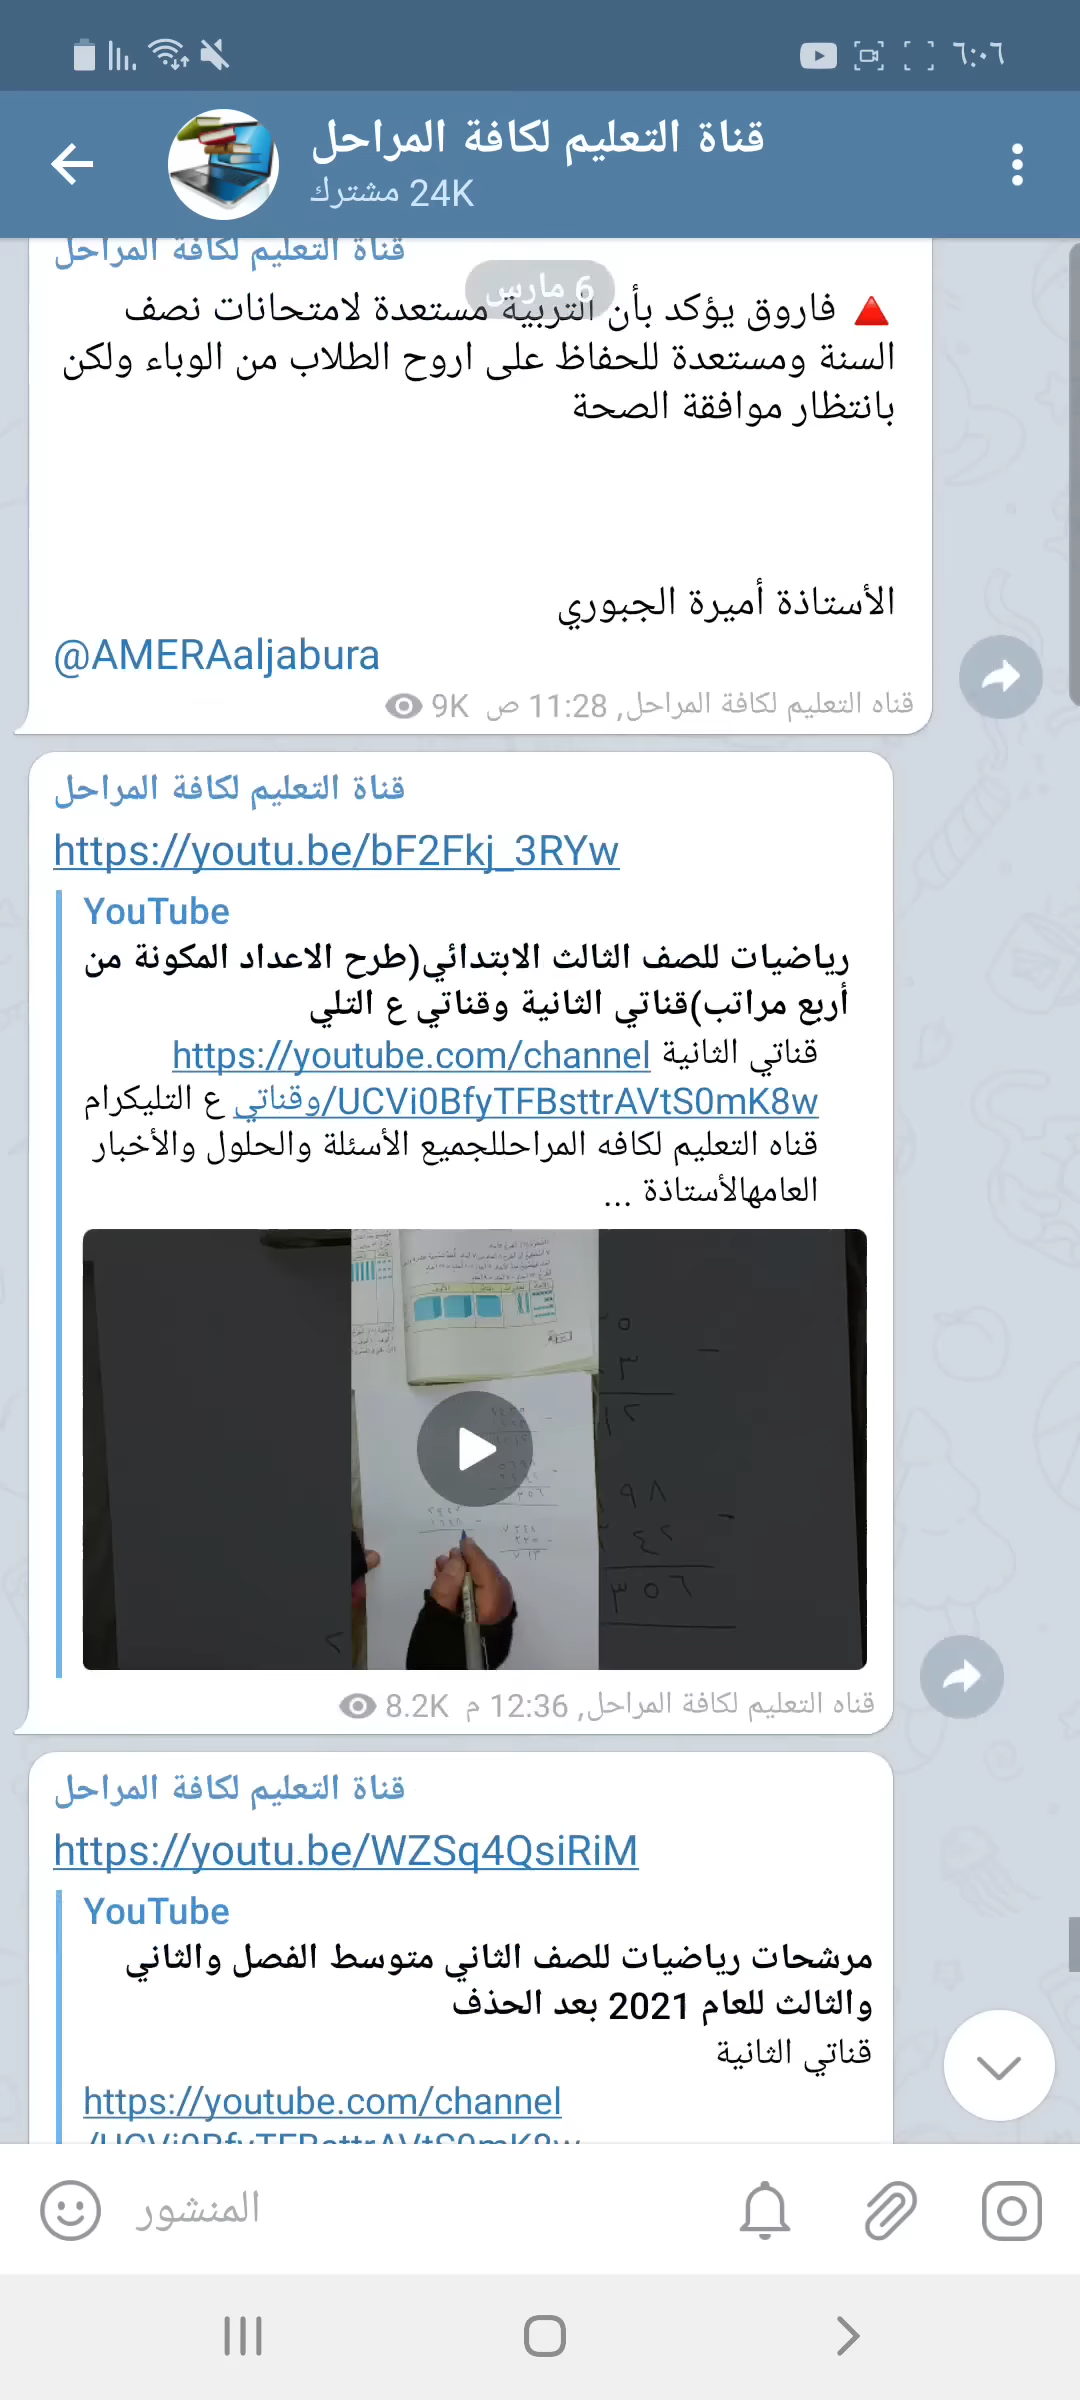 ٦:٠٦
قناة التعليم لكافة المراحل
24K مشترك
قناة التعليم لكافة المراحل
6 مارس
🔺 فاروق يؤكد بأن التربية مستعدة لامتحانات نصف
السنة ومستعدة للحفاظ على اروح الطلاب من الوباء ولكن
بانتظار موافقة الصحة
الأستاذة أميرة الجبوري
@AMERAaljabura
قناه التعليم لكافة المراحل, 11:28 ص 9K
قناة التعليم لكافة المراحل
https://youtu.be/bF2Fkj_3RYw
YouTube
رياضيات للصف الثالث الابتدائي(طرح الاعداد المكونة من
أربع مراتب)قناتي الثانية وقناتي ع التلي
قناتي الثانية https://youtube.com/channel
/UCVi0BfyTFBsttrAVtS0mK8wوقناتي ع التليكرام
قناه التعليم لكافه المراحللجميع الأسئلة والحلول والأخبار
العامهالأستاذة ...
قناه التعليم لكافة المراحل, 12:36 م 8.2K
قناة التعليم لكافة المراحل
https://youtu.be/WZSq4QsiRiM
YouTube
مرشحات رياضيات للصف الثاني متوسط الفصل والثاني
والثالث للعام 2021 بعد الحذف
قناتي الثانية
https://youtube.com/channel
/UCVi0BfyTFBsttrAVtS0mK8w
المنشور